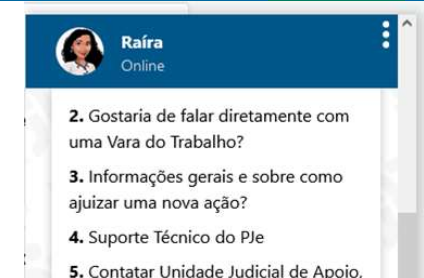 Raíra
Online
2. Gostaria de falar diretamente com
uma Vara do Trabalho?
3. Informações gerais e sobre como
ajuizar uma nova ação?
4. Suporte Técnico do PJe
5. Contatar Unidade Judicial de Apoio,